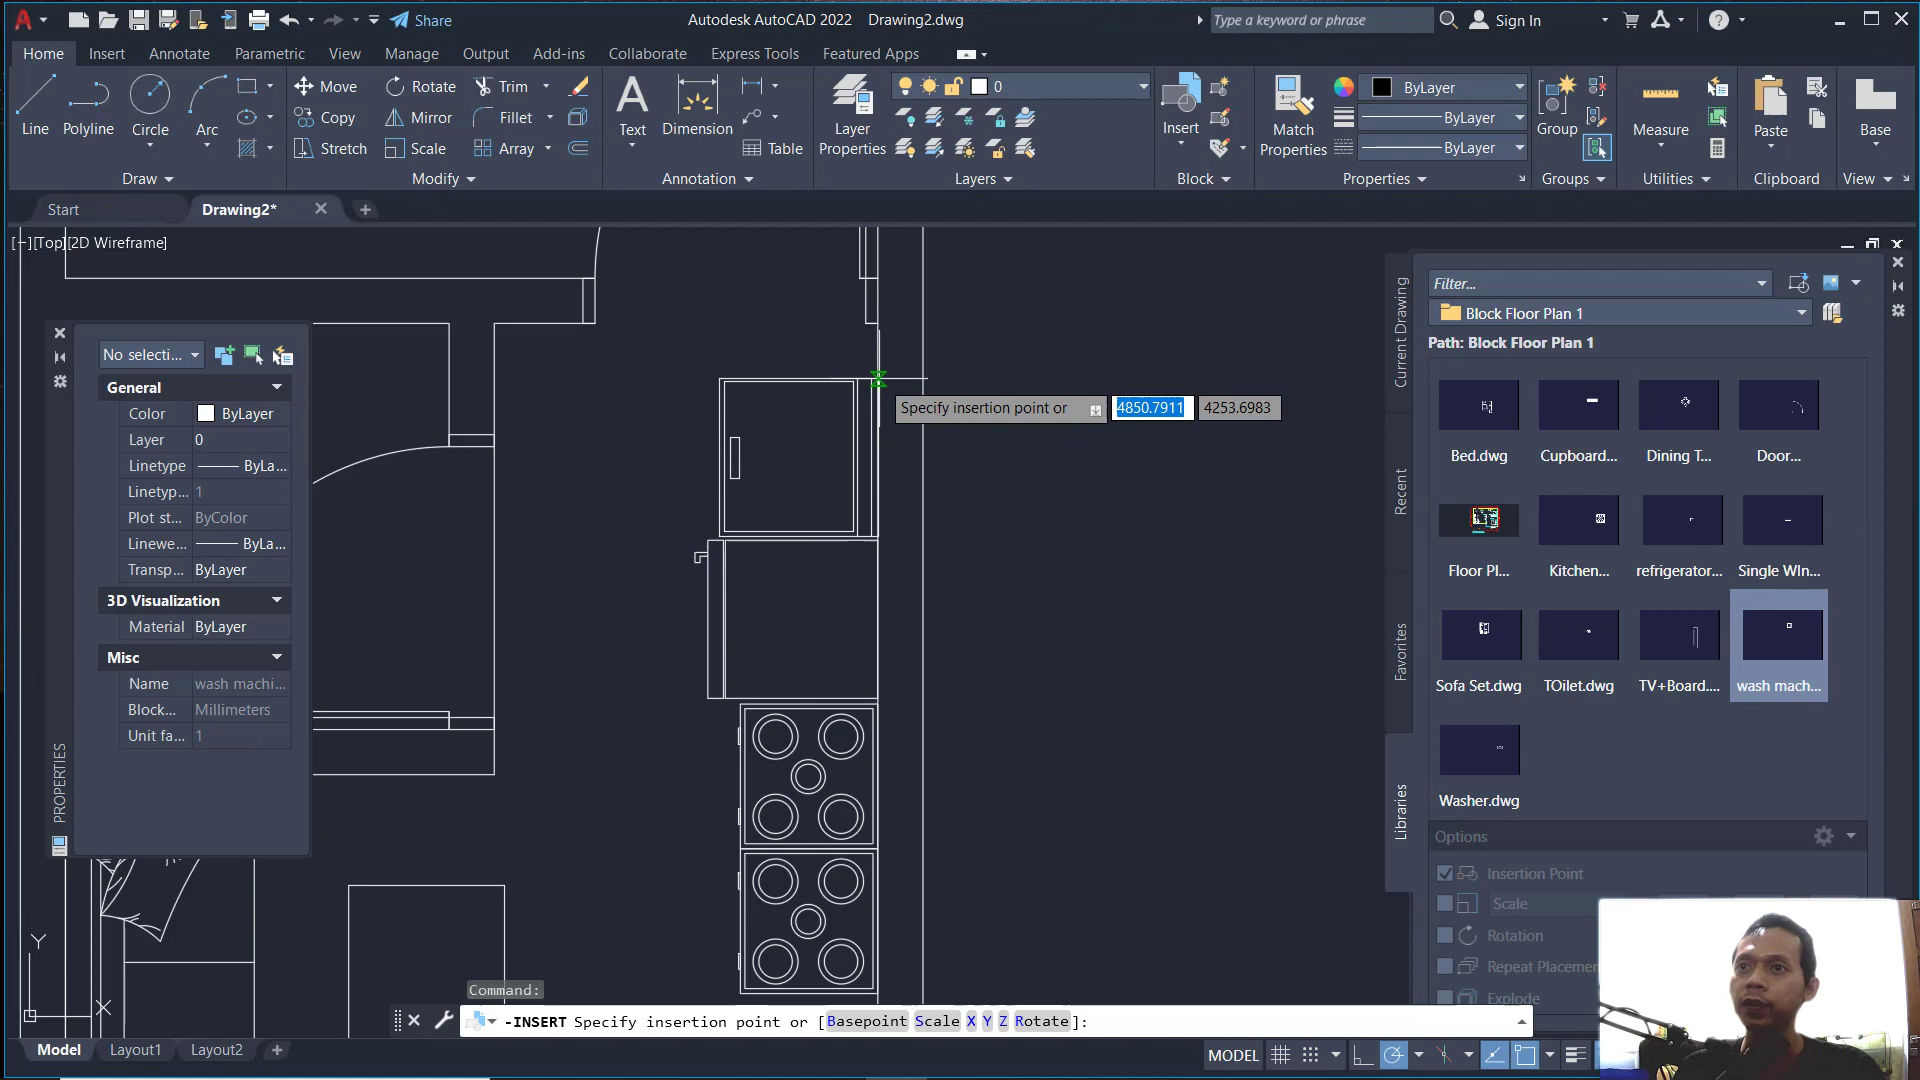 Share
Autodesk AutoCAD 2022 Drawing2.dwg
Type a keyword or phrase
Sign In
Home Insert Annotate Parametric View Manage Output Add-ins Collaborate Express Tools Featured Apps
Line Polyline Circle Arc
Move Rotate Trim
Copy Mirror Fillet
Stretch Scale Array
Text Dimension Table
Layer Properties
0
Insert
Match Properties
ByLayer
ByLayer
ByLayer
Group
Measure
Paste
Base
Draw Modify Annotation Layers Block Properties Groups Utilities Clipboard View
Start Drawing2*
[−][Top][2D Wireframe]
No selecti...
General
Color ByLayer
Layer 0
Linetype ByLa...
Linetyp... 1
Plot st... ByColor
Linewe... ByLa...
Transp... ByLayer
3D Visualization
Material ByLayer
Misc
Name wash machi...
Block... Millimeters
Unit fa... 1
PROPERTIES
Specify insertion point or 4850.7911 4253.6983
Filter...
Block Floor Plan 1
Path: Block Floor Plan 1
Current Drawing
Recent
Favorites
Libraries
Bed.dwg Cupboard... Dining T... Door...
Floor Pl... Kitchen... refrigerator... Single WIn...
Sofa Set.dwg TOilet.dwg TV+Board.... wash mach...
Washer.dwg
Options
Insertion Point
Scale
Rotation
Repeat Placemen
Explode
Y
X
Command:
-INSERT Specify insertion point or [Basepoint Scale X Y Z Rotate]:
Model Layout1 Layout2
MODEL